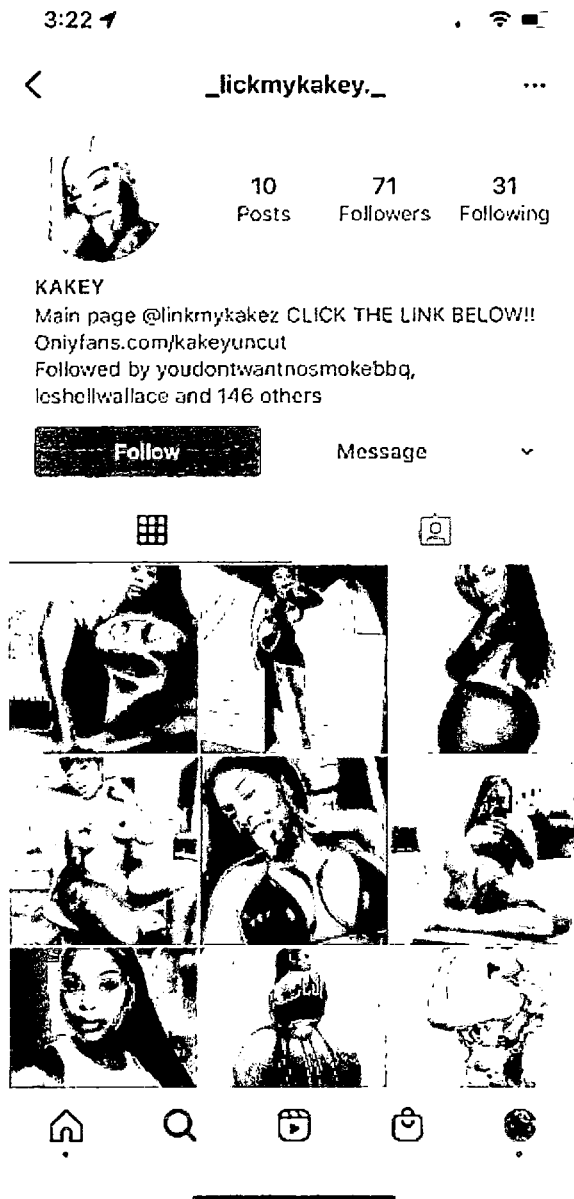 3:22
_lickmykakey._
10 71 31
Posts Followers Following
KAKEY
Main page @linkmykakez CLICK THE LINK BELOW!!
Onlyfans.com/kakeyuncut
Followed by youdontwantnosmokebbq,
leshellwallace and 146 others
Follow Message